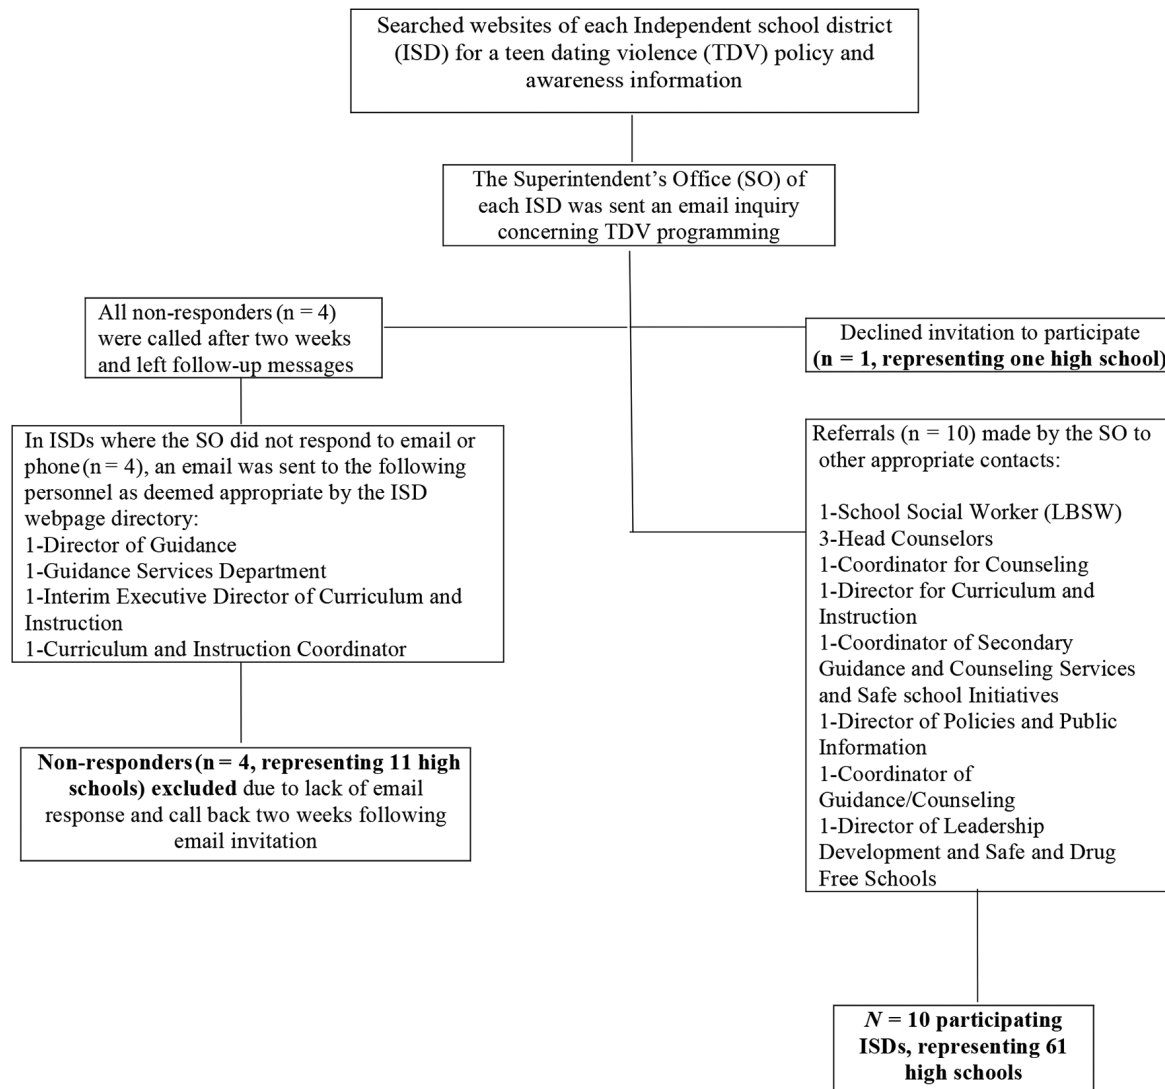 Searched websites of each Independent school district
(ISD) for a teen dating violence (TDV) policy and
awareness information
The Superintendent’s Office (SO) of
each ISD was sent an email inquiry
concerning TDV programming
All non-responders (n = 4)
were called after two weeks
and left follow-up messages
Declined invitation to participate
(n = 1, representing one high school)
In ISDs where the SO did not respond to email or
phone (n = 4), an email was sent to the following
personnel as deemed appropriate by the ISD
webpage directory:
1-Director of Guidance
1-Guidance Services Department
1-Interim Executive Director of Curriculum and
Instruction
1-Curriculum and Instruction Coordinator
Referrals (n = 10) made by the SO to
other appropriate contacts:
1-School Social Worker (LBSW)
3-Head Counselors
1-Coordinator for Counseling
1-Director for Curriculum and
Instruction
1-Coordinator of Secondary
Guidance and Counseling Services
and Safe school Initiatives
1-Director of Policies and Public
Information
1-Coordinator of
Guidance/Counseling
1-Director of Leadership
Development and Safe and Drug
Free Schools
Non-responders (n = 4, representing 11 high
schools) excluded due to lack of email
response and call back two weeks following
email invitation
N = 10 participating
ISDs, representing 61
high schools